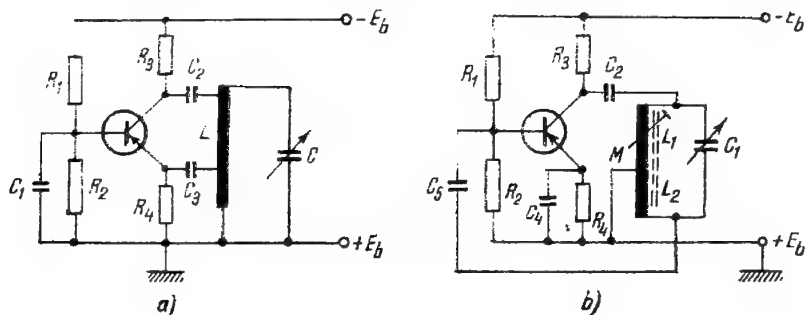 − E_b
R_1
R_3
C_2
L
C
C_1
R_2
C_3
R_4
+ E_b
a)
− E_b
R_1
R_3
C_2
M
L_1
L_2
C_1
C_5
R_2
C_4
R_4
+ E_b
b)